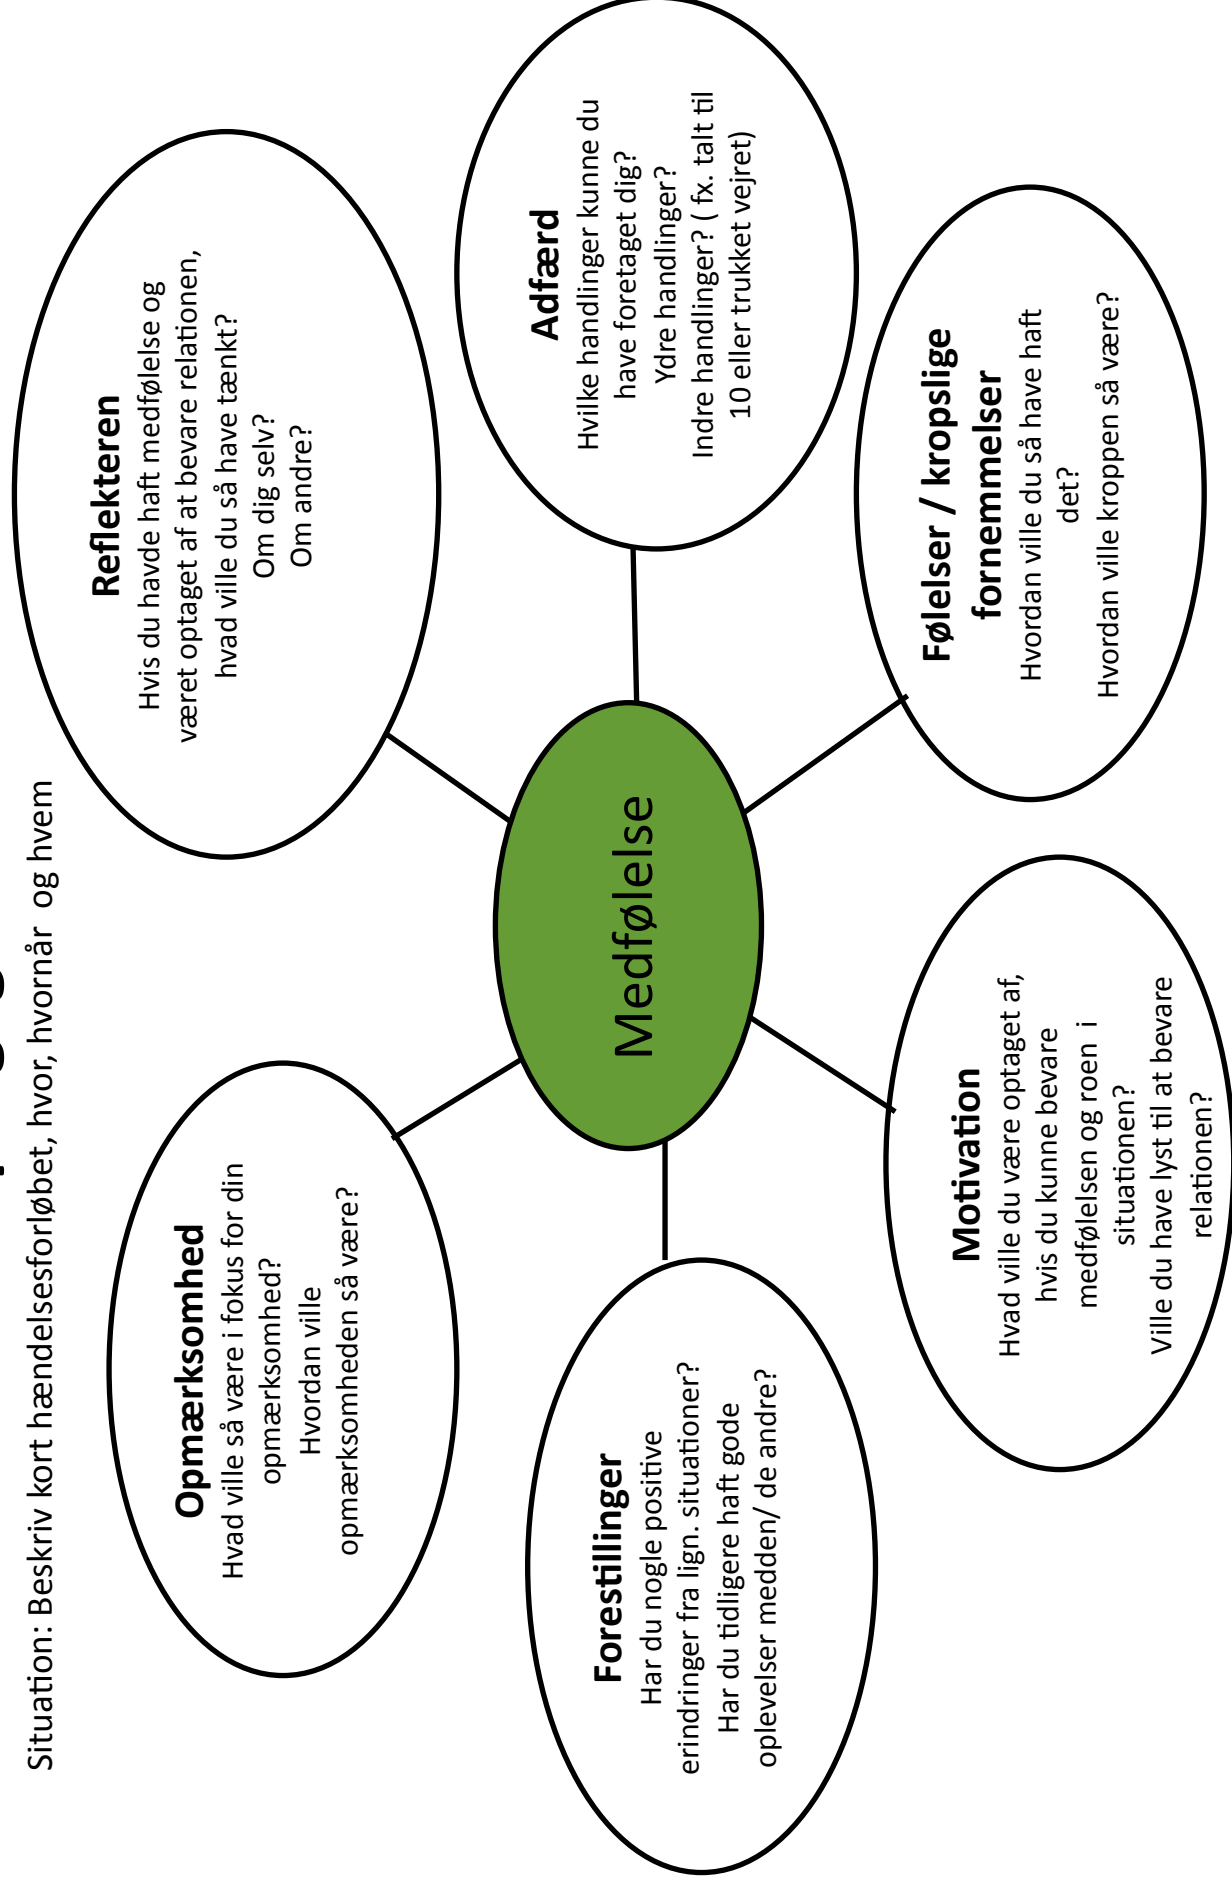 Situation: Beskriv kort hændelsesforløbet, hvor, hvornår og hvem
Opmærksomhed
Hvad ville så være i fokus for din
opmærksomhed?
Hvordan ville
opmærksomheden så være?
Reflekteren
Hvis du havde haft medfølelse og
været optaget af at bevare relationen,
hvad ville du så have tænkt?
Om dig selv?
Om andre?
Forestillinger
Har du nogle positive
erindringer fra lign. situationer?
Har du tidligere haft gode
oplevelser medden/ de andre?
Medfølelse
Adfærd
Hvilke handlinger kunne du
have foretaget dig?
Ydre handlinger?
Indre handlinger? ( fx. talt til
10 eller trukket vejret)
Motivation
Hvad ville du være optaget af,
hvis du kunne bevare
medfølelsen og roen i
situationen?
Ville du have lyst til at bevare
relationen?
Følelser / kropslige
fornemmelser
Hvordan ville du så have haft
det?
Hvordan ville kroppen så være?